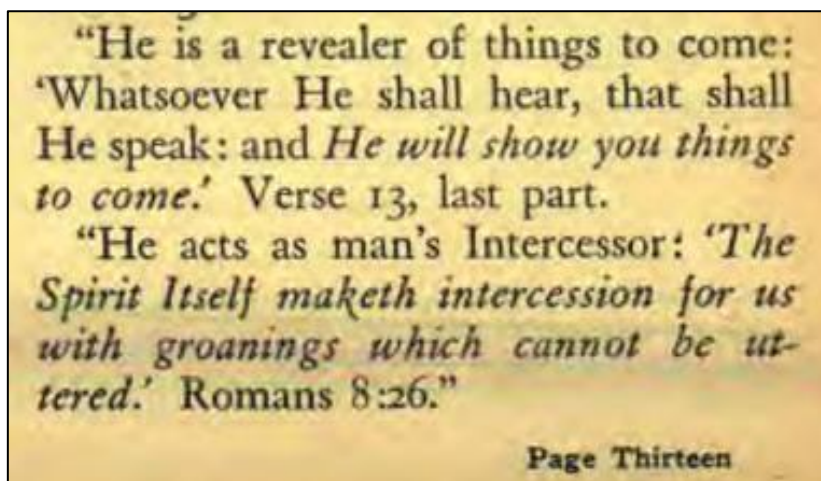 “He is a revealer of things to come:
‘Whatsoever He shall hear, that shall
He speak: and He will show you things
to come.’ Verse 13, last part.
“He acts as man’s Intercessor: ‘The
Spirit Itself maketh intercession for us
with groanings which cannot be ut-
tered.’ Romans 8:26.”
Page Thirteen